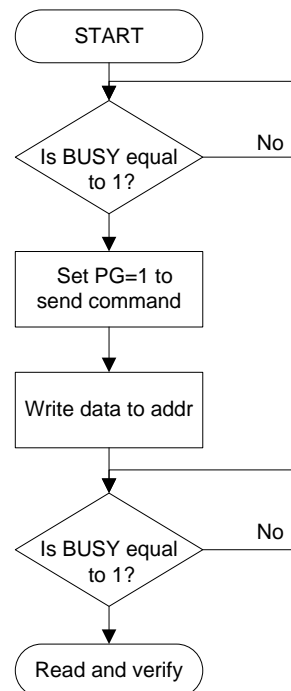 START
Is BUSY equal
to 1?
No
Set PG=1 to
send command
Write data to addr
Is BUSY equal
to 1?
No
Read and verify